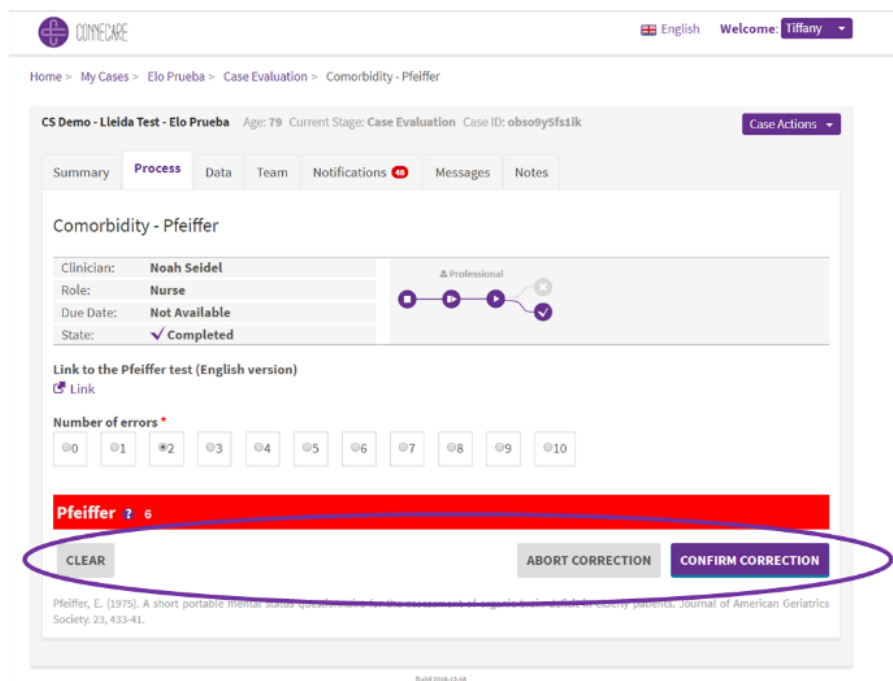 CONNECARE
English Welcome: Tiffany
Home > My Cases > Elo Prueba > Case Evaluation > Comorbidity - Pfeiffer
CS Demo - Lleida Test - Elo Prueba Age: 79 Current Stage: Case Evaluation Case ID: obso9y5fs1ik
Case Actions
Summary Process Data Team Notifications 48 Messages Notes
Comorbidity - Pfeiffer
Clinician: Noah Seidel
Role: Nurse
Due Date: Not Available
State: Completed
Professional
Link to the Pfeiffer test (English version)
Link
Number of errors *
0 1 2 3 4 5 6 7 8 9 10
Pfeiffer ? 6
CLEAR ABORT CORRECTION CONFIRM CORRECTION
Pfeiffer, E. (1975). A short portable mental status questionnaire for the assessment of organic brain deficit in elderly patients. Journal of American Geriatrics
Society. 23, 433-41.
Build 2018-12-18